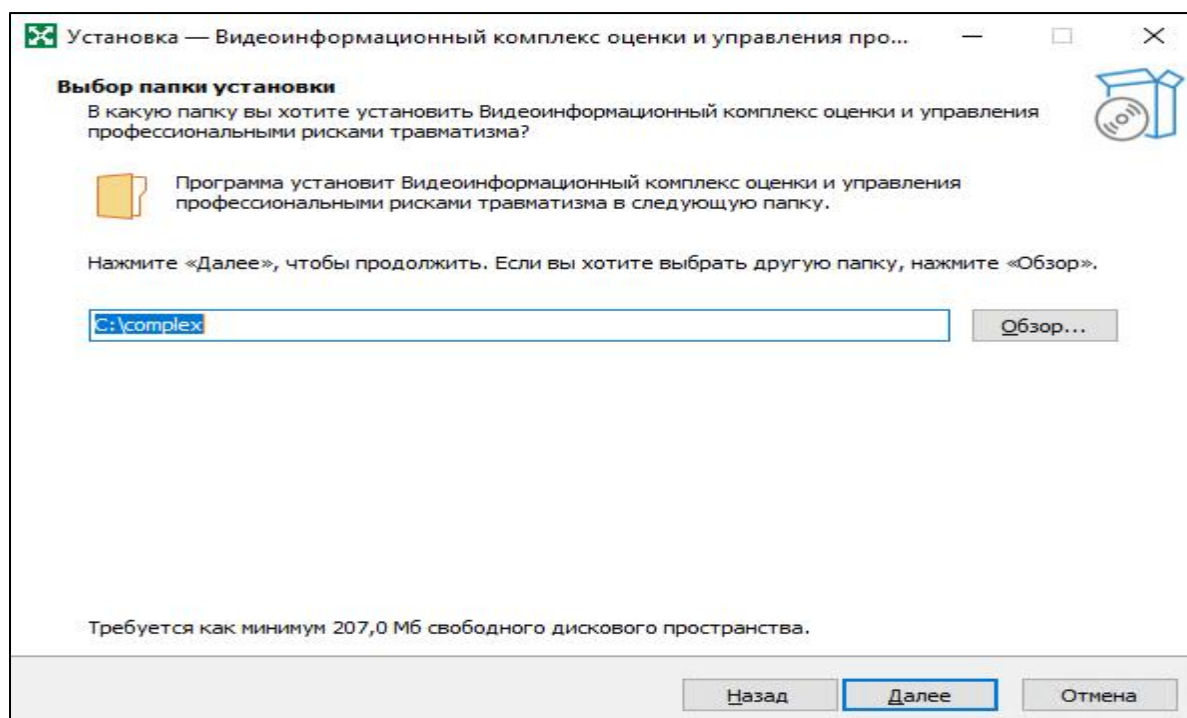 Установка — Видеоинформационный комплекс оценки и управления про...
Выбор папки установки
В какую папку вы хотите установить Видеоинформационный комплекс оценки и управления
профессиональными рисками травматизма?
Программа установит Видеоинформационный комплекс оценки и управления
профессиональными рисками травматизма в следующую папку.
Нажмите «Далее», чтобы продолжить. Если вы хотите выбрать другую папку, нажмите «Обзор».
C:\complex
Обзор...
Требуется как минимум 207,0 Мб свободного дискового пространства.
Назад Далее Отмена